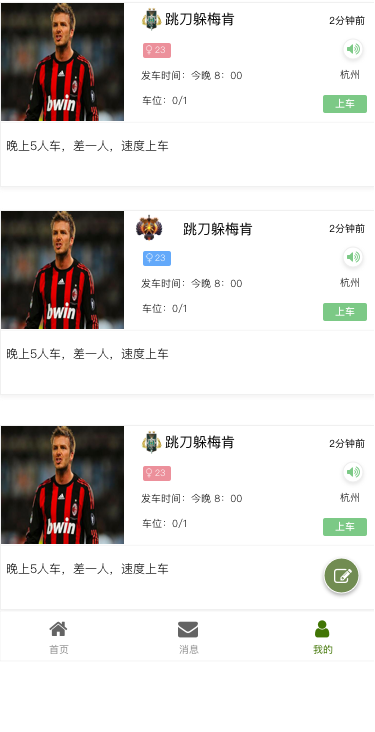 跳刀躲梅肯
2分钟前
♀ 23
发车时间：今晚 8：00
杭州
车位：0/1
上车
bwin
晚上5人车，差一人，速度上车
跳刀躲梅肯
2分钟前
♀ 23
发车时间：今晚 8：00
杭州
车位：0/1
上车
bwin
晚上5人车，差一人，速度上车
跳刀躲梅肯
2分钟前
♀ 23
发车时间：今晚 8：00
杭州
车位：0/1
上车
bwin
晚上5人车，差一人，速度上车
首页
消息
我的